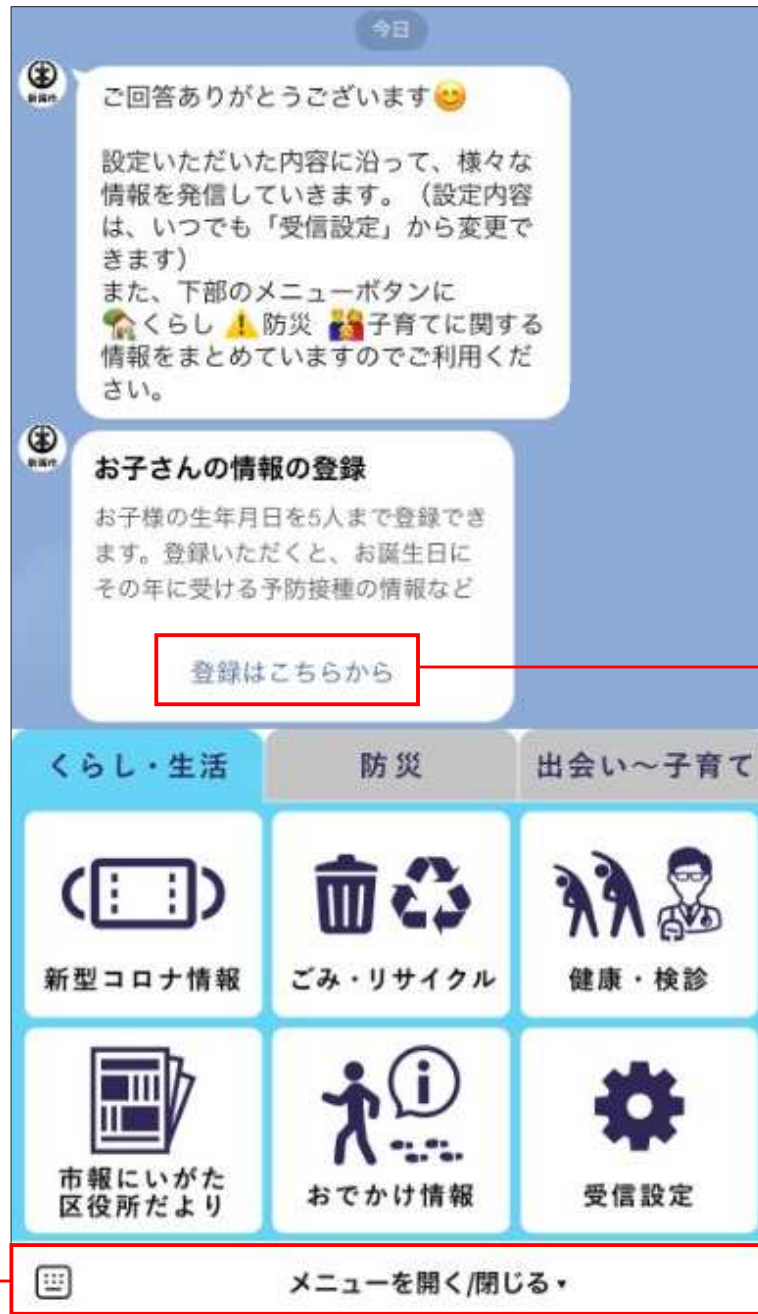 今日
新潟市
ご回答ありがとうございます😊
設定いただいた内容に沿って、様々な
情報を発信していきます。（設定内容
は、いつでも「受信設定」から変更で
きます）
また、下部のメニューボタンに
🏡くらし ⚠️防災 👨‍👩‍👦子育てに関する
情報をまとめていますのでご利用くだ
さい。
新潟市
お子さんの情報の登録
お子様の生年月日を5人まで登録でき
ます。登録いただくと、お誕生日に
その年に受ける予防接種の情報など
登録はこちらから
くらし・生活
防災
出会い～子育て
新型コロナ情報
ごみ・リサイクル
健康・検診
市報にいがた
区役所だより
おでかけ情報
受信設定
メニューを開く/閉じる▾